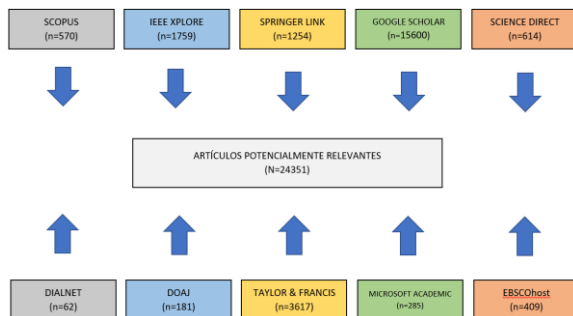 SCOPUS
(n=570)
IEEE XPLORE
(n=1759)
SPRINGER LINK
(n=1254)
GOOGLE SCHOLAR
(n=15600)
SCIENCE DIRECT
(n=614)
ARTÍCULOS POTENCIALMENTE RELEVANTES
(N=24351)
DIALNET
(n=62)
DOAJ
(n=181)
TAYLOR & FRANCIS
(n=3617)
MICROSOFT ACADEMIC
(n=285)
EBSCOhost
(n=409)